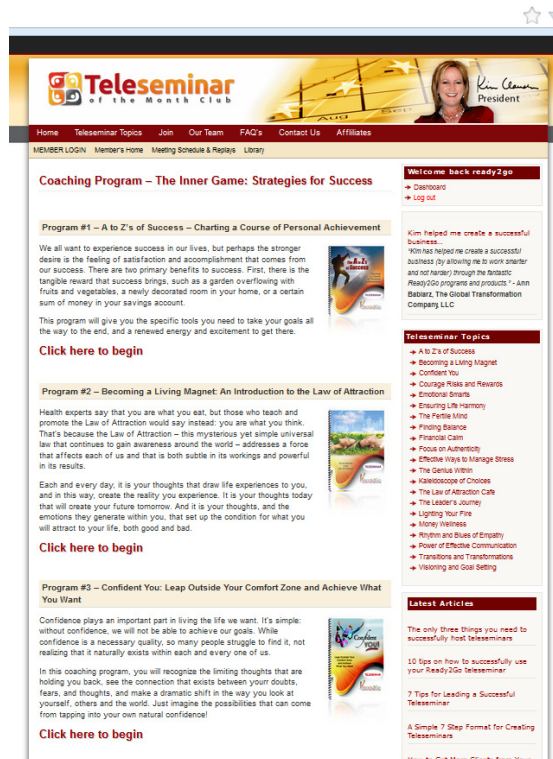 Teleseminar
of the Month Club
Aug
Sep
Kim Clausen
President
Home Teleseminar Topics Join Our Team FAQ's Contact Us Affiliates
MEMBER LOGIN Member's Home Meeting Schedule & Replays Library
Coaching Program – The Inner Game: Strategies for Success
Program #1 – A to Z's of Success – Charting a Course of Personal Achievement
We all want to experience success in our lives, but perhaps the stronger
desire is the feeling of satisfaction and accomplishment that comes from
our success. There are two primary benefits to success. First, there is the
tangible reward that success brings, such as a garden overflowing with
fruits and vegetables, a newly decorated room in your home, or a certain
sum of money in your savings account.
This program will give you the specific tools you need to take your goals all
the way to the end, and a renewed energy and excitement to get there.
Click here to begin
Program #2 – Becoming a Living Magnet: An Introduction to the Law of Attraction
Health experts say that you are what you eat, but those who teach and
promote the Law of Attraction would say instead: you are what you think.
That's because the Law of Attraction – this mysterious yet simple universal
law that continues to gain awareness around the world – addresses a force
that affects each of us and that is both subtle in its workings and powerful
in its results.
Each and every day, it is your thoughts that draw life experiences to you,
and in this way, create the reality you experience. It is your thoughts today
that will create your future tomorrow. And it is your thoughts, and the
emotions they generate within you, that set up the condition for what you
will attract to your life, both good and bad.
Click here to begin
Program #3 – Confident You: Leap Outside Your Comfort Zone and Achieve What
You Want
Confidence plays an important part in living the life we want. It's simple:
without confidence, we will not be able to achieve our goals. While
confidence is a necessary quality, so many people struggle to find it, not
realizing that it naturally exists within each and every one of us.
In this coaching program, you will recognize the limiting thoughts that are
holding you back, see the connection that exists between yourr doubts,
fears, and thoughts, and make a dramatic shift in the way you look at
yourself, others and the world. Just imagine the possibilities that can come
from tapping into your own natural confidence!
Click here to begin
The A to Z's
of Success
Confident
YOU!
Welcome back ready2go
Dashboard
Log out
Kim helped me create a successful
business...
"Kim has helped me create a successful
business (by allowing me to work smarter
and not harder) through the fantastic
Ready2Go programs and products." - Ann
Babiarz, The Global Transformation
Company, LLC
Teleseminar Topics
A to Z's of Success
Becoming a Living Magnet
Confident You
Courage Risks and Rewards
Emotional Smarts
Ensuring Life Harmony
The Fertile Mind
Finding Balance
Financial Calm
Focus on Authenticity
Effective Ways to Manage Stress
The Genius Within
Kaleidoscope of Choices
The Law of Attraction Cafe
The Leader's Journey
Lighting Your Fire
Money Wellness
Rhythm and Blues of Empathy
Power of Effective Communication
Transitions and Transformations
Visioning and Goal Setting
Latest Articles
The only three things you need to
successfully host teleseminars
10 tips on how to successfully use
your Ready2Go teleseminar
7 Tips for Leading a Successful
Teleseminar
A Simple 7 Step Format for Creating
Teleseminars
How to Get More Clients from Your